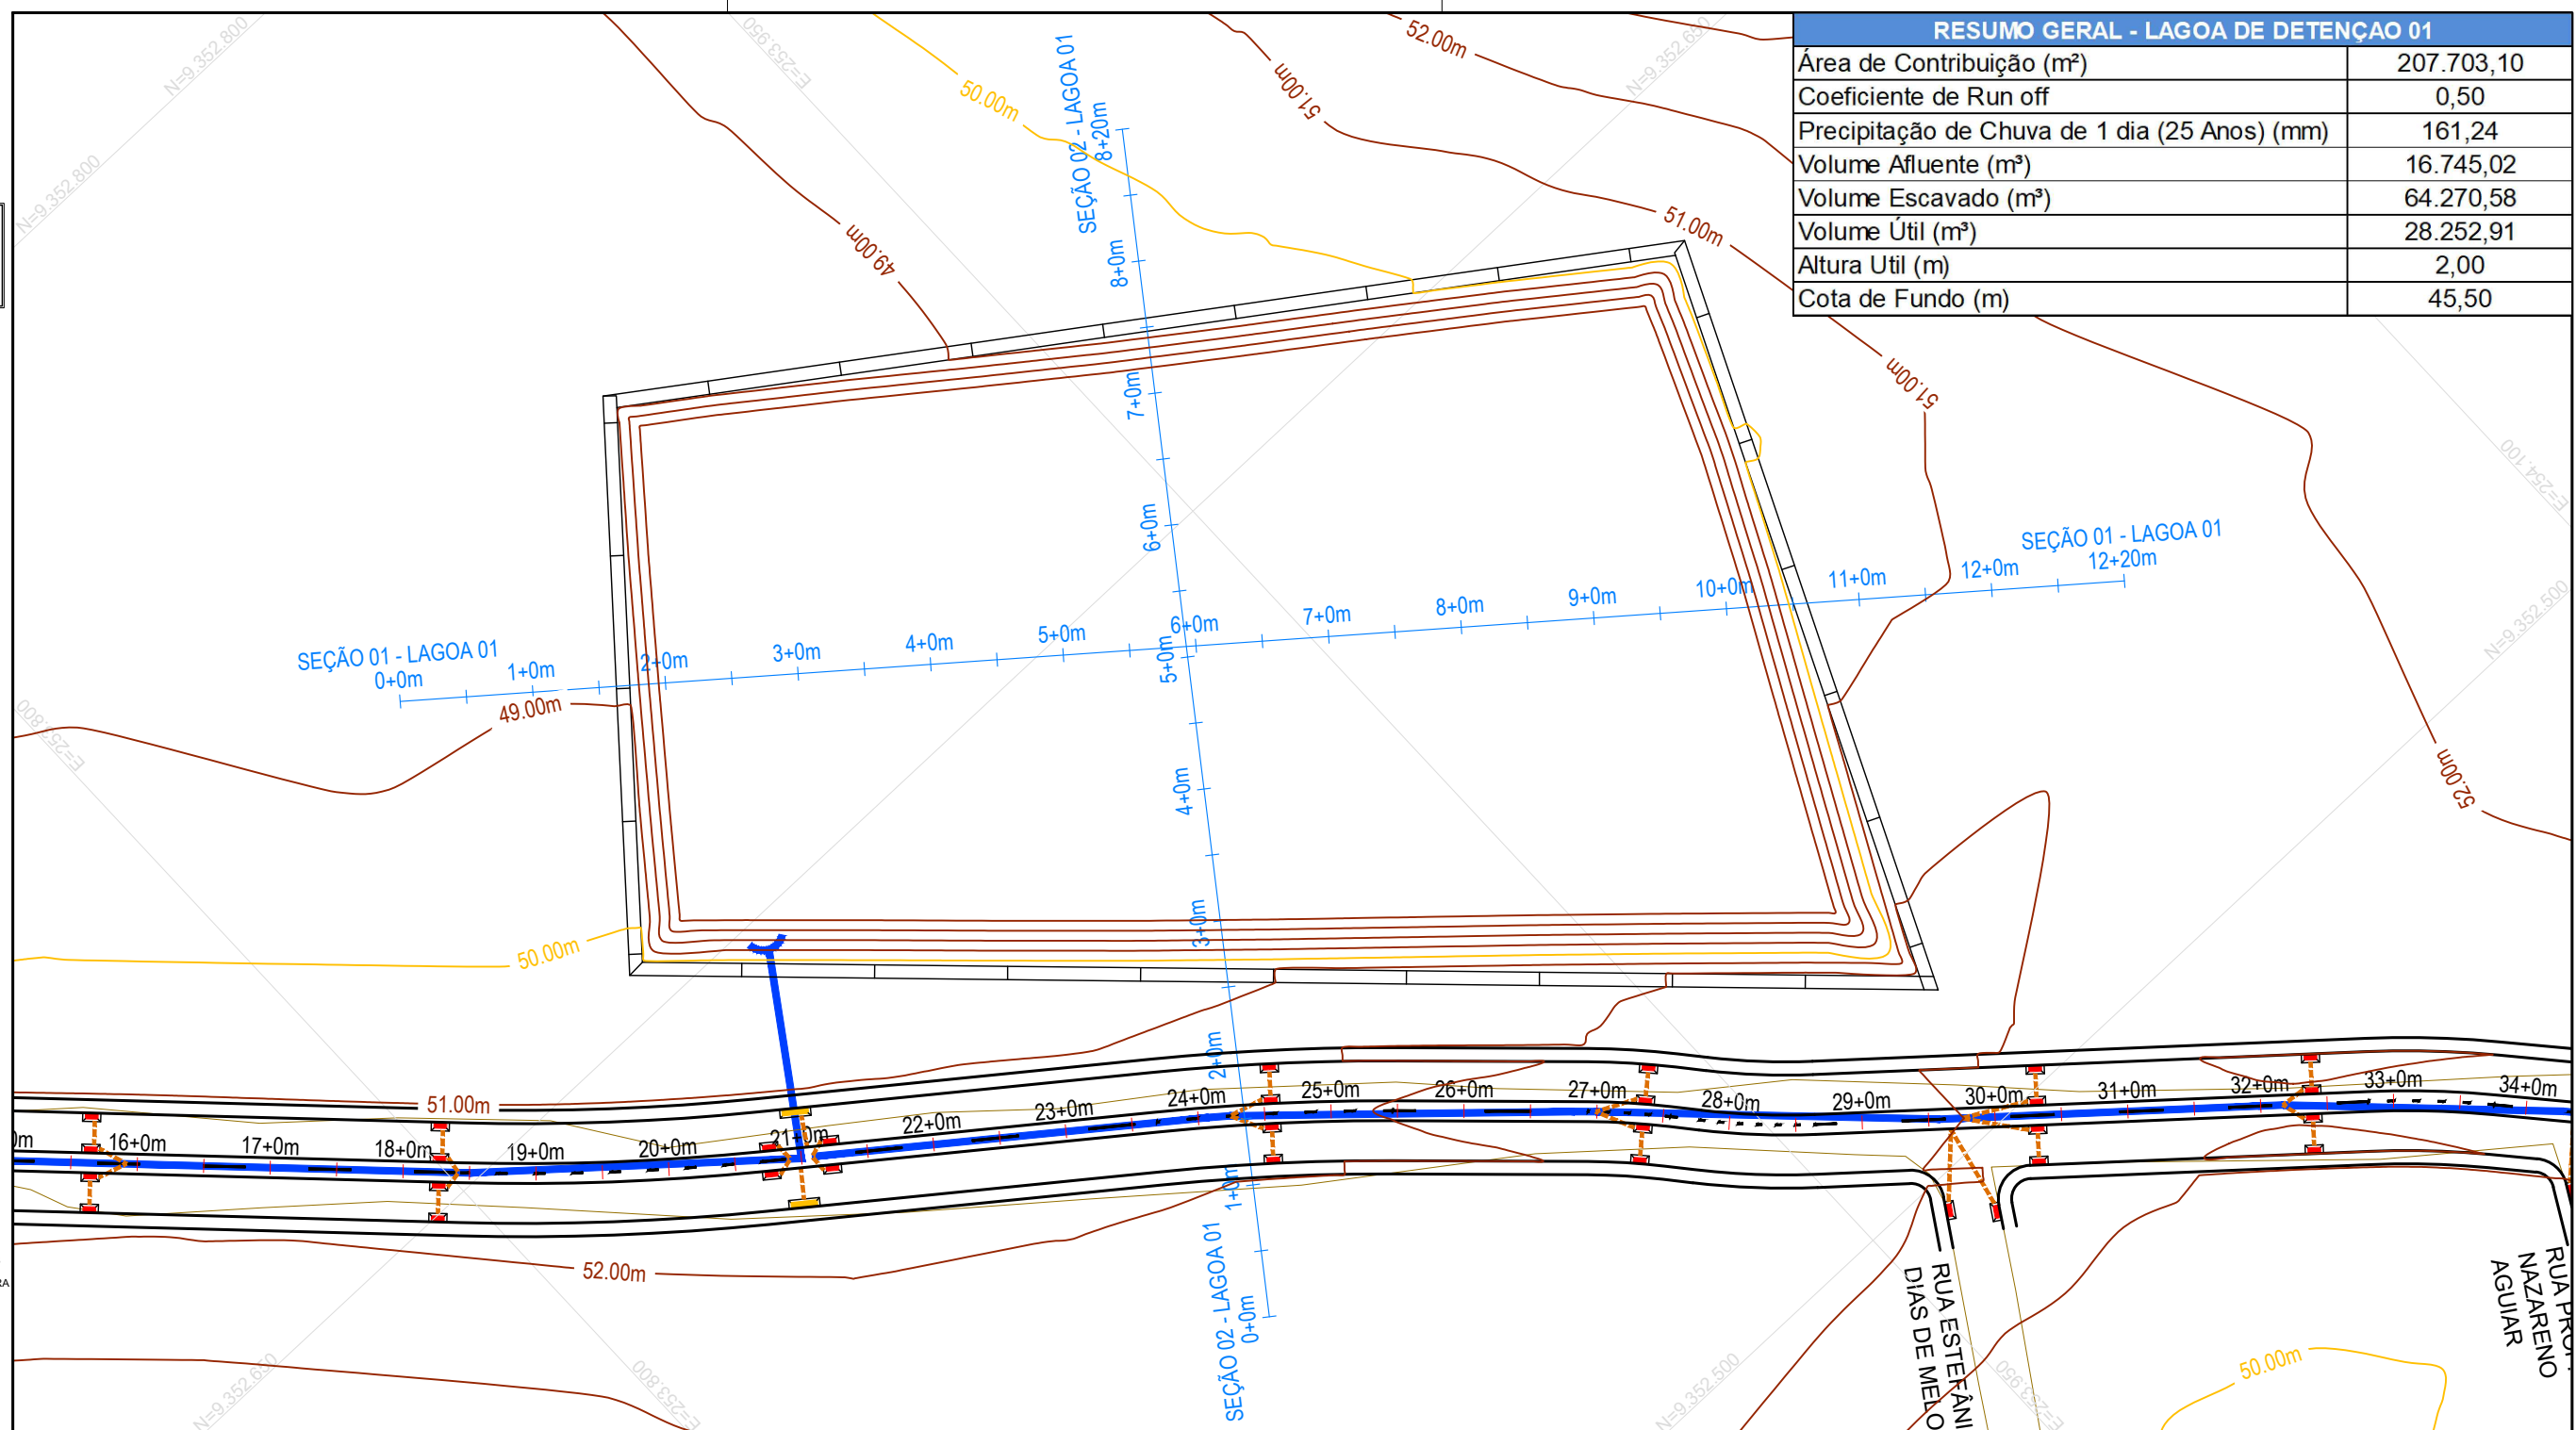 RESUMO GERAL - LAGOA DE DETENÇAO 01
Área de Contribuição (m²) 207.703,10
Coeficiente de Run off 0,50
Precipitação de Chuva de 1 dia (25 Anos) (mm) 161,24
Volume Afluente (m³) 16.745,02
Volume Escavado (m³) 64.270,58
Volume Útil (m³) 28.252,91
Altura Util (m) 2,00
Cota de Fundo (m) 45,50
N=9.352.800
E=253.950
N=9.352.650
52.00m
51.00m
50.00m
N=9.352.800
49.00m
51.00m
51.00m
E=254.100
SEÇÃO 02 - LAGOA 01
8+20m
8+0m
7+0m
6+0m
5+0m
4+0m
3+0m
2+0m
1+0m
0+0m
SEÇÃO 02 - LAGOA 01
SEÇÃO 01 - LAGOA 01
0+0m
1+0m
2+0m
3+0m
4+0m
5+0m
6+0m
7+0m
8+0m
9+0m
10+0m
11+0m
12+0m
12+20m
SEÇÃO 01 - LAGOA 01
N=9.352.500
49.00m
52.00m
50.00m
51.00m
16+0m
17+0m
18+0m
19+0m
20+0m
21+0m
22+0m
23+0m
24+0m
25+0m
26+0m
27+0m
28+0m
29+0m
30+0m
31+0m
32+0m
33+0m
34+0m
52.00m
RUA ESTEFÂNI
DIAS DE MELO
NAZARENO
AGUIAR
50.00m
N=9.352.650
E=253.800
N=9.352.500
E=253.950